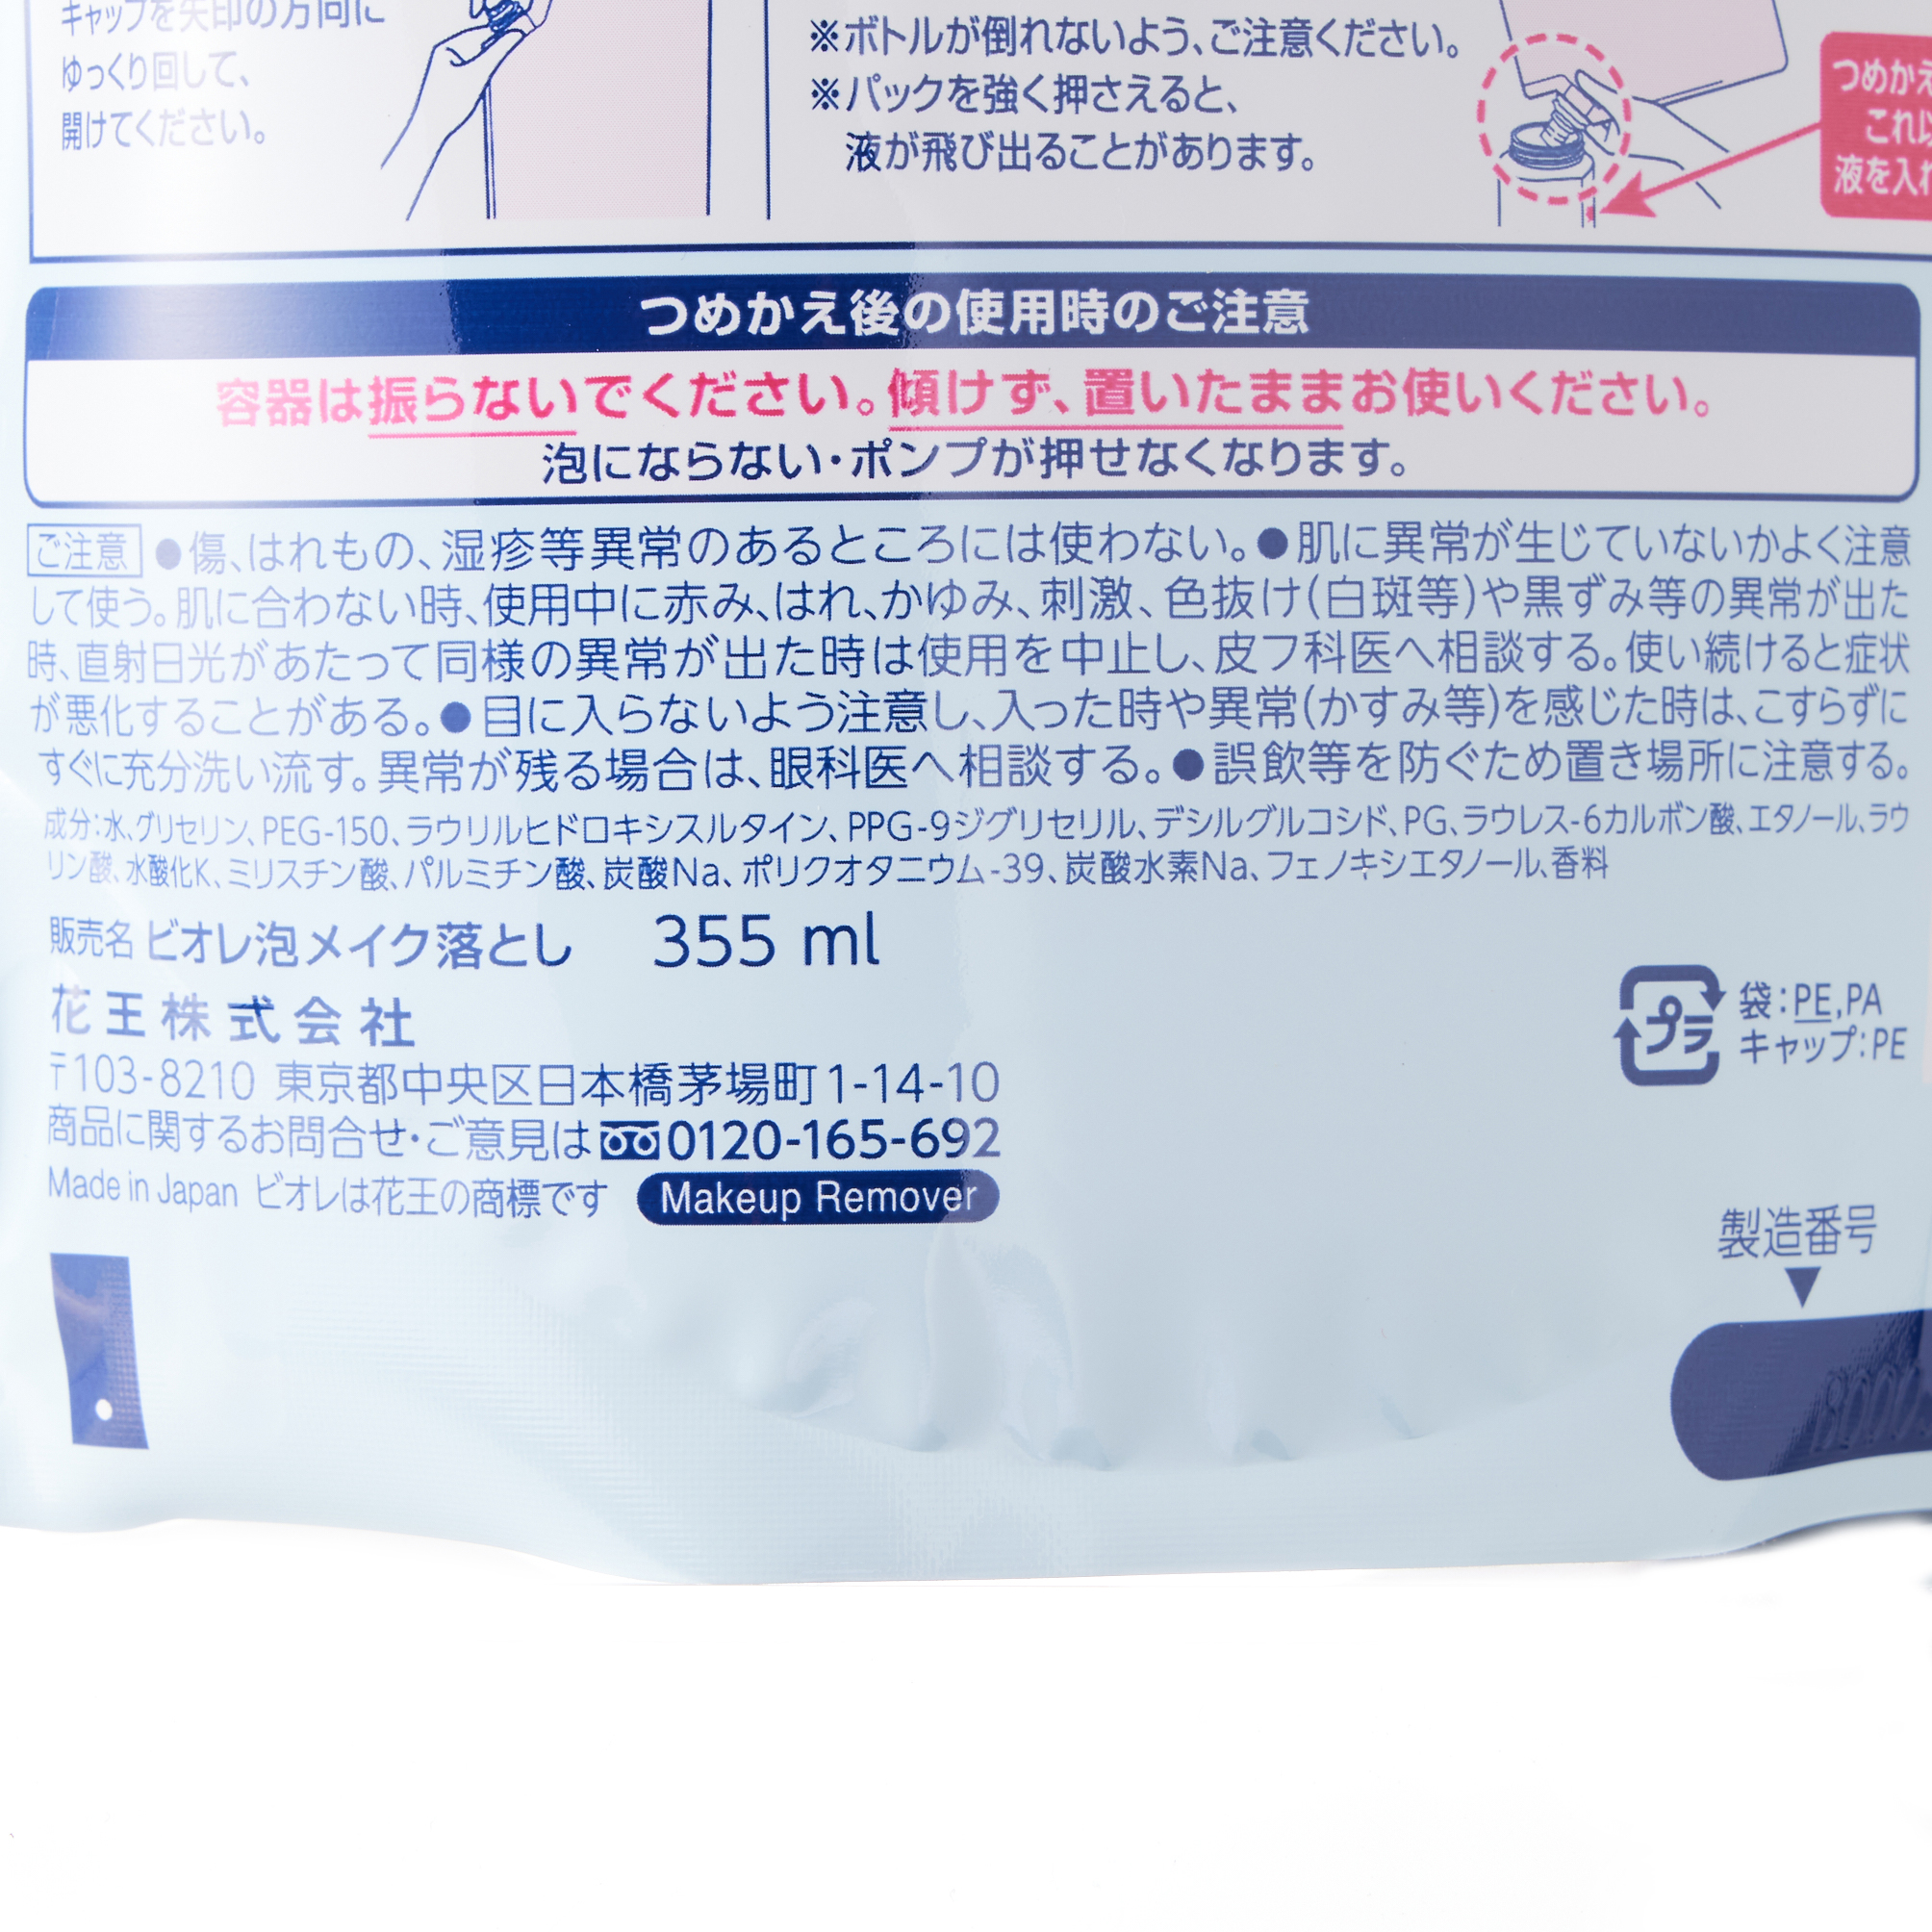 キャップを矢印の方向に
ゆっくり回して、
開けてください。
※ボトルが倒れないよう、ご注意ください。
※パックを強く押さえると、
液が飛び出ることがあります。
つめかえ
これ以
液を入れ
つめかえ後の使用時のご注意
容器は振らないでください。傾けず、置いたままお使いください。
泡にならない・ポンプが押せなくなります。
ご注意 ●傷、はれもの、湿疹等異常のあるところには使わない。●肌に異常が生じていないかよく注意
して使う。肌に合わない時、使用中に赤み、はれ、かゆみ、刺激、色抜け(白斑等)や黒ずみ等の異常が出た
時、直射日光があたって同様の異常が出た時は使用を中止し、皮フ科医へ相談する。使い続けると症状
が悪化することがある。●目に入らないよう注意し、入った時や異常(かすみ等)を感じた時は、こすらずに
すぐに充分洗い流す。異常が残る場合は、眼科医へ相談する。●誤飲等を防ぐため置き場所に注意する。
成分：水、グリセリン、PEG-150、ラウリルヒドロキシスルタイン、PPG-9ジグリセリル、デシルグルコシド、PG、ラウレス-6カルボン酸、エタノール、ラウ
リン酸、水酸化K、ミリスチン酸、パルミチン酸、炭酸Na、ポリクオタニウム-39、炭酸水素Na、フェノキシエタノール、香料
販売名 ビオレ泡メイク落とし 355 ml
花王株式会社
〒103-8210 東京都中央区日本橋茅場町1-14-10
商品に関するお問合せ・ご意見は 0120-165-692
Made in Japan ビオレは花王の商標です Makeup Remover
プラ
袋：PE,PA
キャップ：PE
製造番号